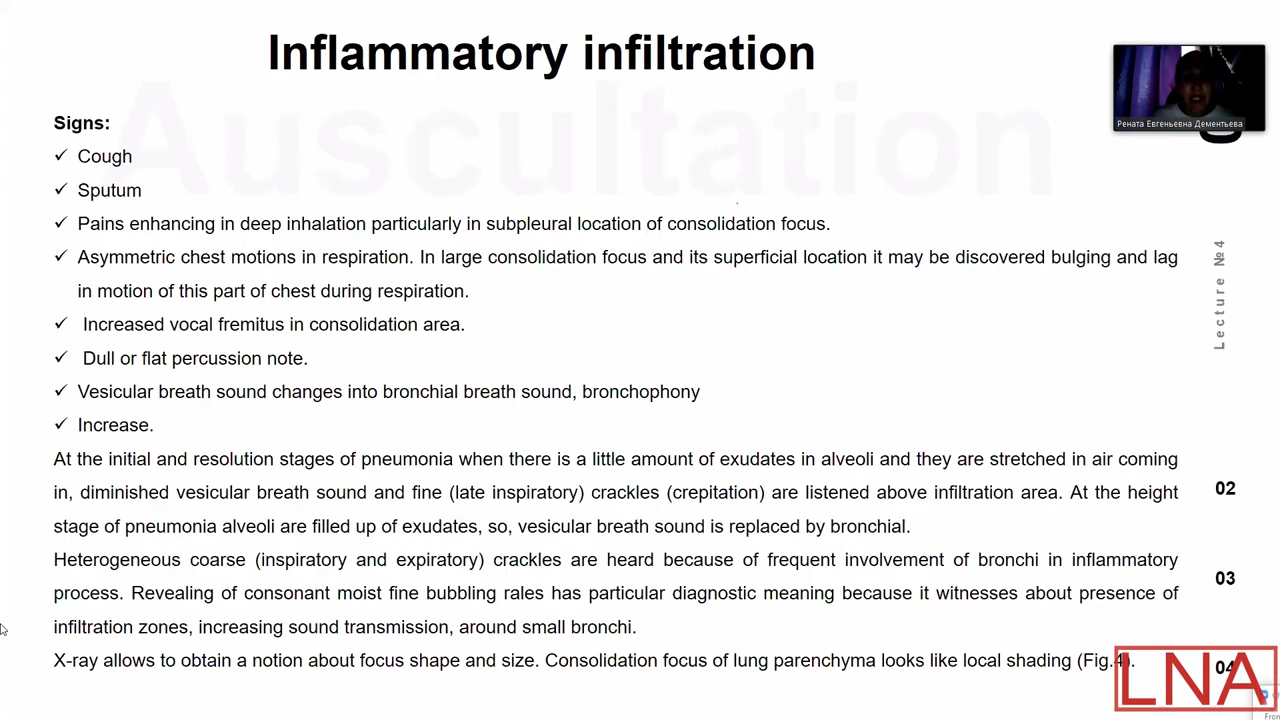 Inflammatory infiltration
Auscultation
Рената Евгеньевна Дементьева
Signs:
✓ Cough
✓ Sputum
✓ Pains enhancing in deep inhalation particularly in subpleural location of consolidation focus.
✓ Asymmetric chest motions in respiration. In large consolidation focus and its superficial location it may be discovered bulging and lag
in motion of this part of chest during respiration.
✓ Increased vocal fremitus in consolidation area.
✓ Dull or flat percussion note.
✓ Vesicular breath sound changes into bronchial breath sound, bronchophony
✓ Increase.
At the initial and resolution stages of pneumonia when there is a little amount of exudates in alveoli and they are stretched in air coming
in, diminished vesicular breath sound and fine (late inspiratory) crackles (crepitation) are listened above infiltration area. At the height
stage of pneumonia alveoli are filled up of exudates, so, vesicular breath sound is replaced by bronchial.
Heterogeneous coarse (inspiratory and expiratory) crackles are heard because of frequent involvement of bronchi in inflammatory
process. Revealing of consonant moist fine bubbling rales has particular diagnostic meaning because it witnesses about presence of
infiltration zones, increasing sound transmission, around small bronchi.
X-ray allows to obtain a notion about focus shape and size. Consolidation focus of lung parenchyma looks like local shading (Fig.4).
Lecture №4
02
03
04
LNA
From